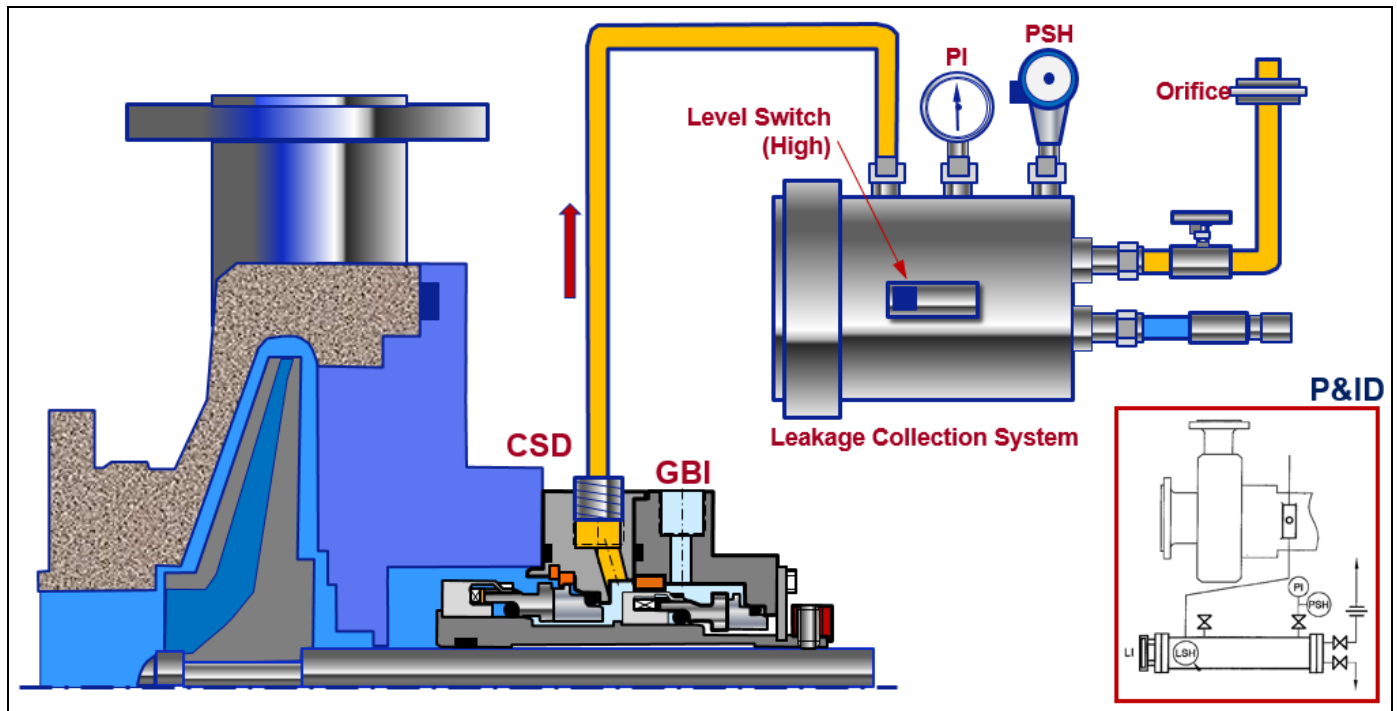 PSH
PI
Orifice
Level Switch
(High)
Leakage Collection System
P&ID
CSD
GBI
PI
PSH
LI
LSH